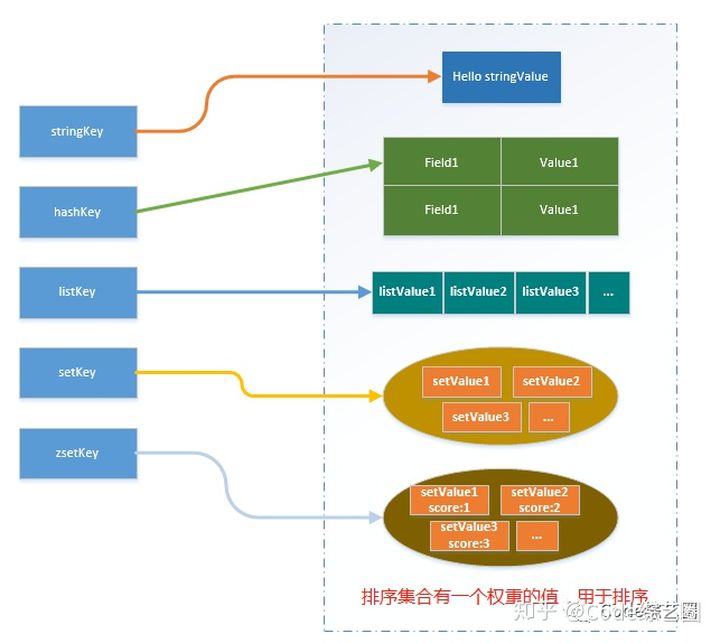 Hello stringValue
stringKey
Field1 Value1
hashKey
Field1 Value1
listKey
listValue1 listValue2 listValue3 ...
setKey
setValue1 setValue2
setValue3 ...
zsetKey
setValue1 setValue2
score:1 score:2
setValue3 ...
score:3
排序集合有一个权重的值 用于排序
知乎 @Code综艺圈